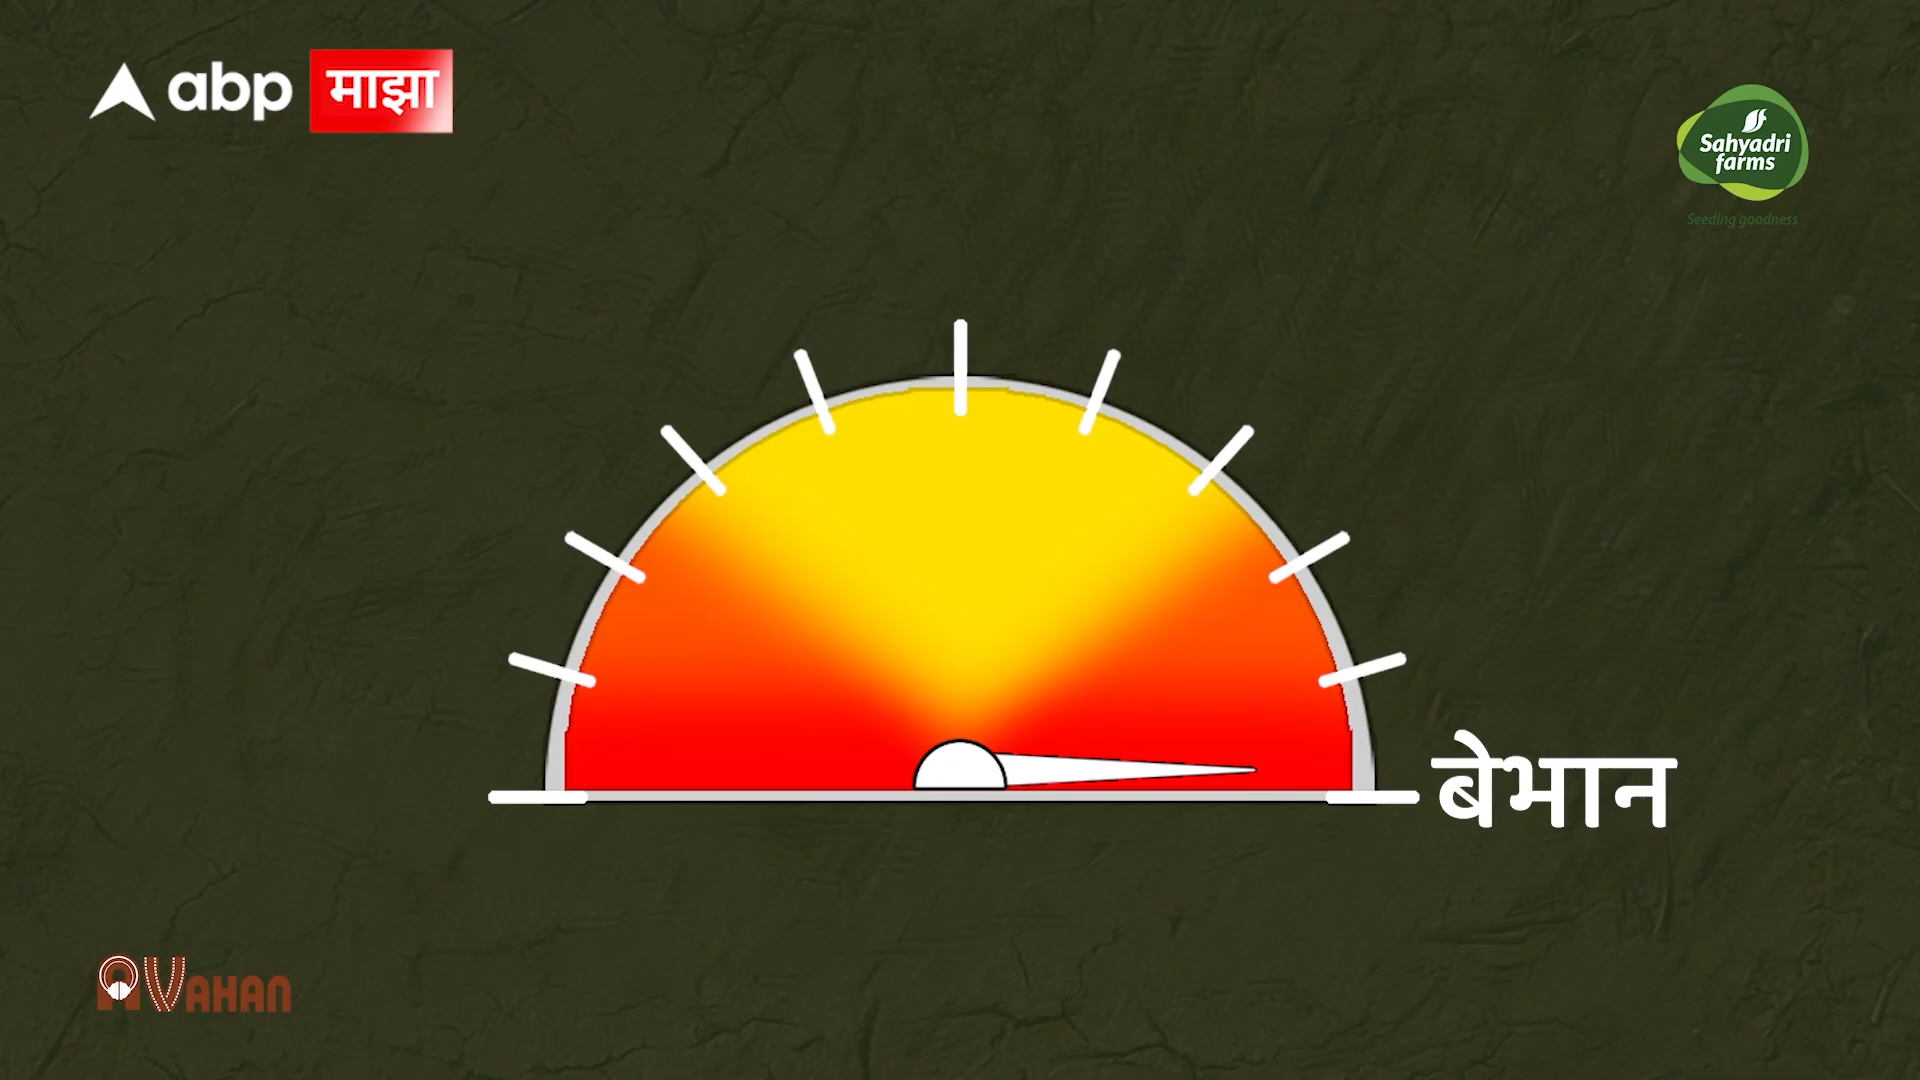 abp माझा
Sahyadri
farms
Seeding goodness
बेभान
AVAHAN